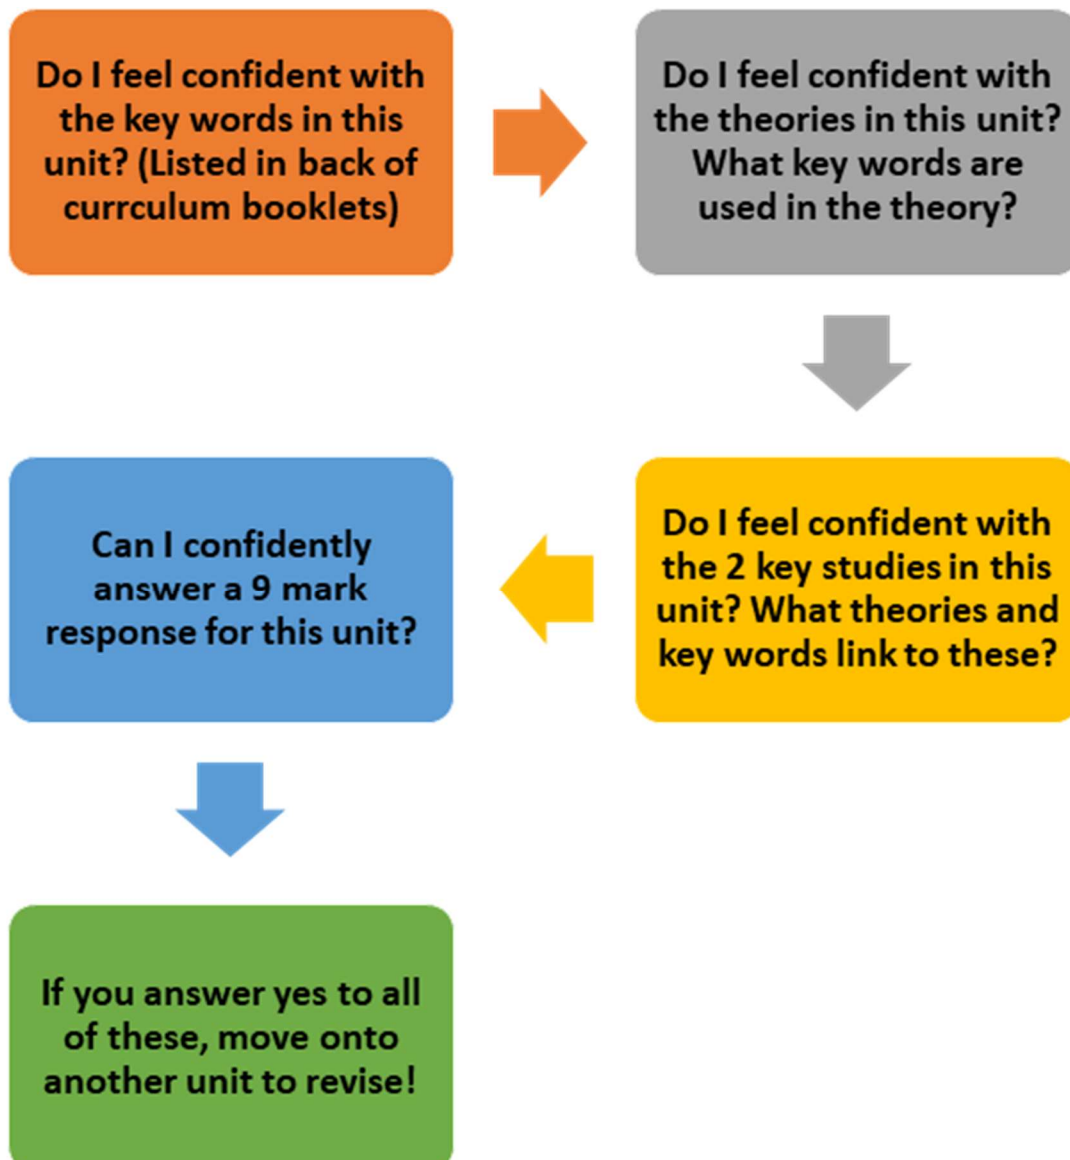 Do I feel confident with
the key words in this
unit? (Listed in back of
currculum booklets)
Do I feel confident with
the theories in this unit?
What key words are
used in the theory?
Do I feel confident with
the 2 key studies in this
unit? What theories and
key words link to these?
Can I confidently
answer a 9 mark
response for this unit?
If you answer yes to all
of these, move onto
another unit to revise!